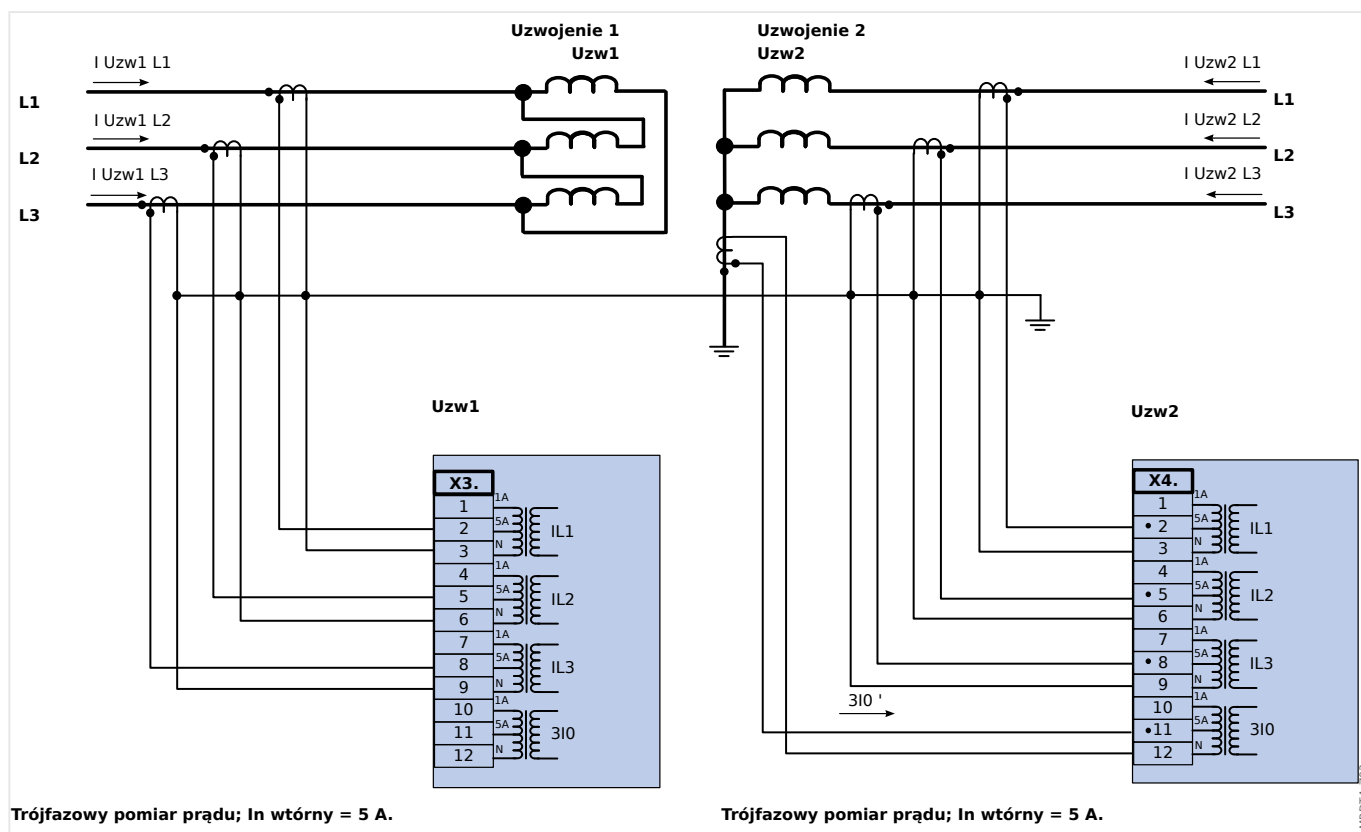 Uzwojenie 1
Uzw1
Uzwojenie 2
Uzw2
I Uzw1 L1
L1
I Uzw1 L2
L2
I Uzw1 L3
L3
I Uzw2 L1
L1
I Uzw2 L2
L2
I Uzw2 L3
L3
Uzw1
X3.
1 1A
2 5A IL1
3 N
4 1A
5 5A IL2
6 N
7 1A
8 5A IL3
9 N
10 1A
11 5A 3I0
12 N
Uzw2
X4.
1 1A
2 5A IL1
3 N
4 1A
5 5A IL2
6 N
7 1A
8 5A IL3
9 N
10 1A
11 5A 3I0
12 N
3I0 '
Trójfazowy pomiar prądu; In wtórny = 5 A.
Trójfazowy pomiar prądu; In wtórny = 5 A.